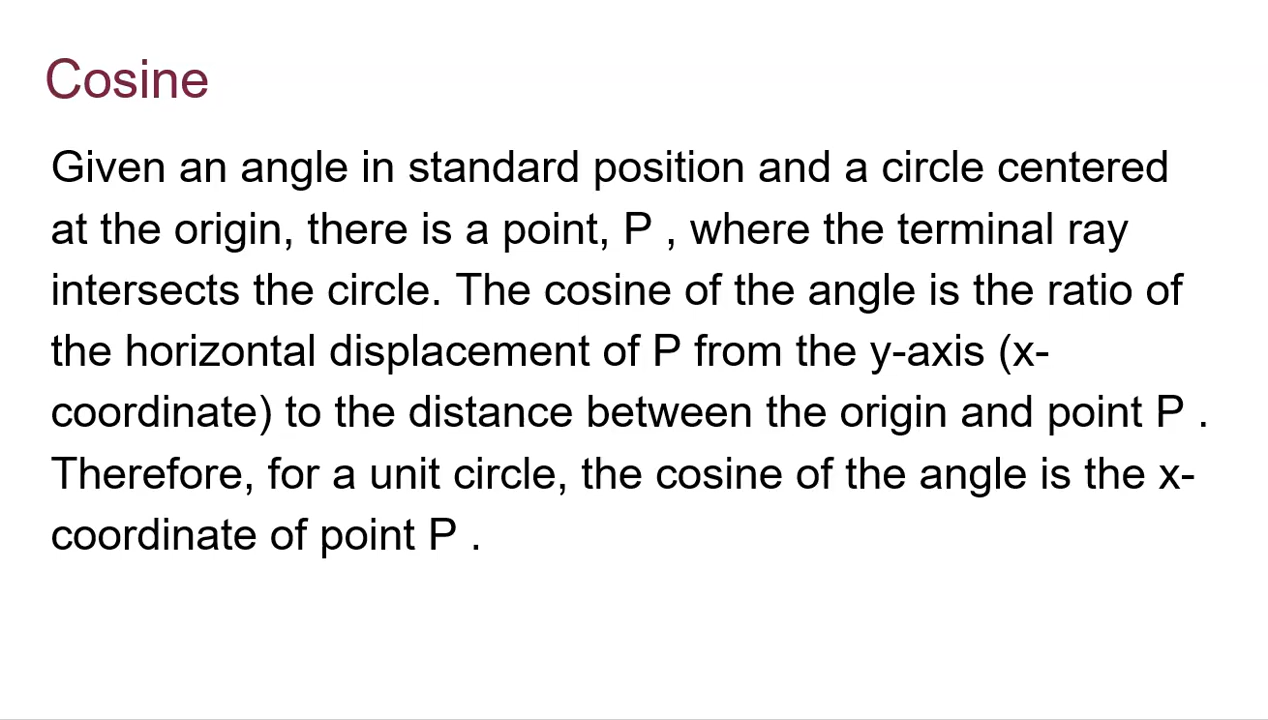 Cosine
Given an angle in standard position and a circle centered
at the origin, there is a point, P , where the terminal ray
intersects the circle. The cosine of the angle is the ratio of
the horizontal displacement of P from the y-axis (x-
coordinate) to the distance between the origin and point P .
Therefore, for a unit circle, the cosine of the angle is the x-
coordinate of point P .